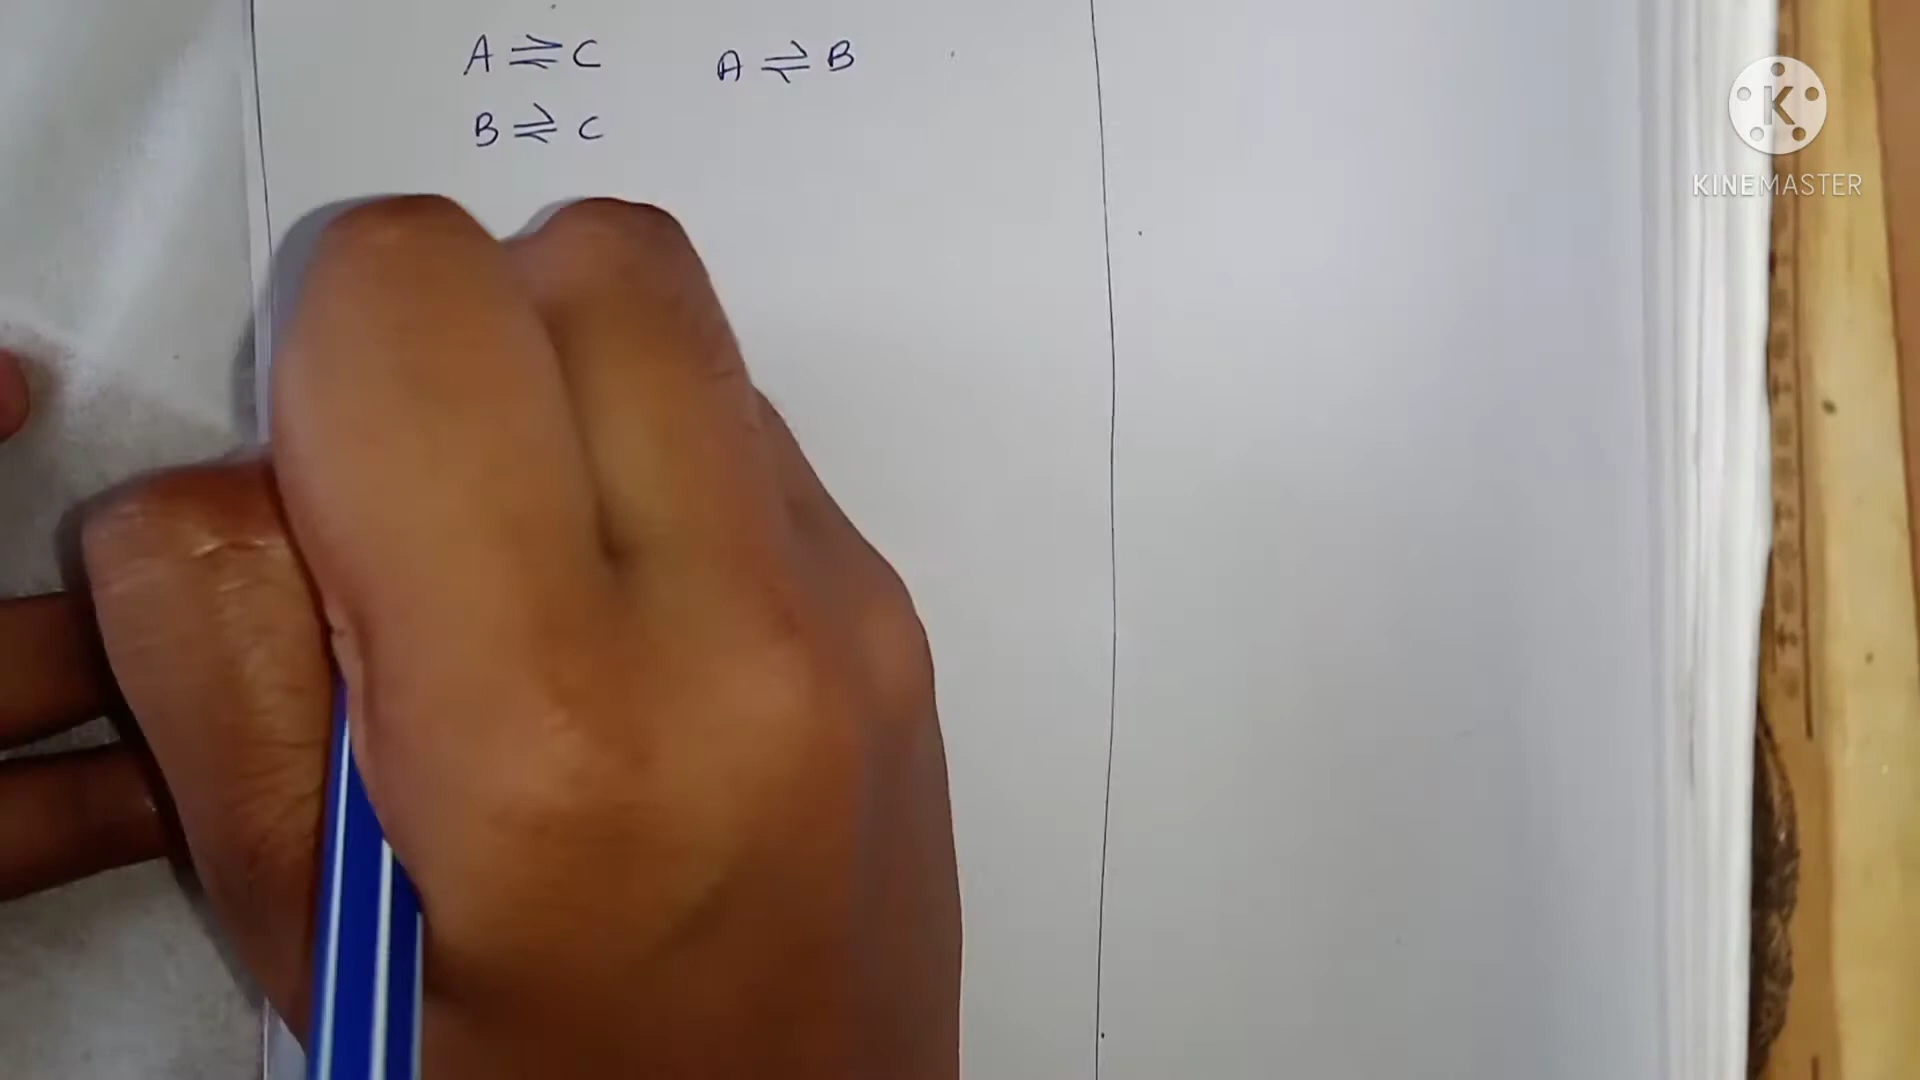 A ⇌ C
A ⇌ B
B ⇌ C
K
KINEMASTER